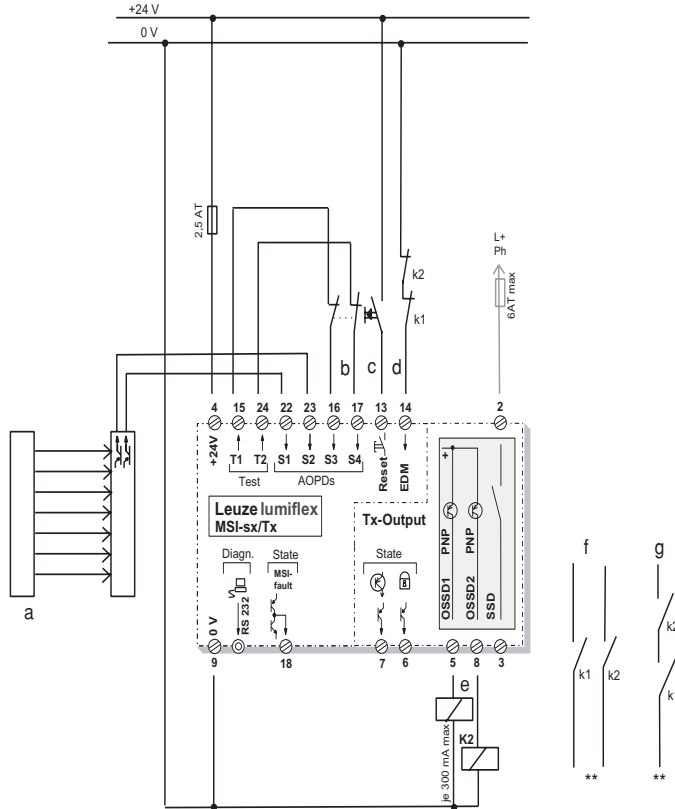 +24 V
0 V
2,5 AT
L+
Ph
6AT max
k2
k1
b c d
4 15 24 22 23 16 17 13 14 2
+24V
T1 T2 S1 S2 S3 S4
Reset
EDM
Test AOPDs
+
Leuze lumiflex
MSI-sx/Tx
Tx-Output
Diagn. State
MSI-
fault
RS 232
State
8
OSSD1 PNP
OSSD2 PNP
SSD
0 V
9 18 7 6 5 8 3
a
e
je 300 mA max
K2
f g
k1 k2
k2
k1
** **